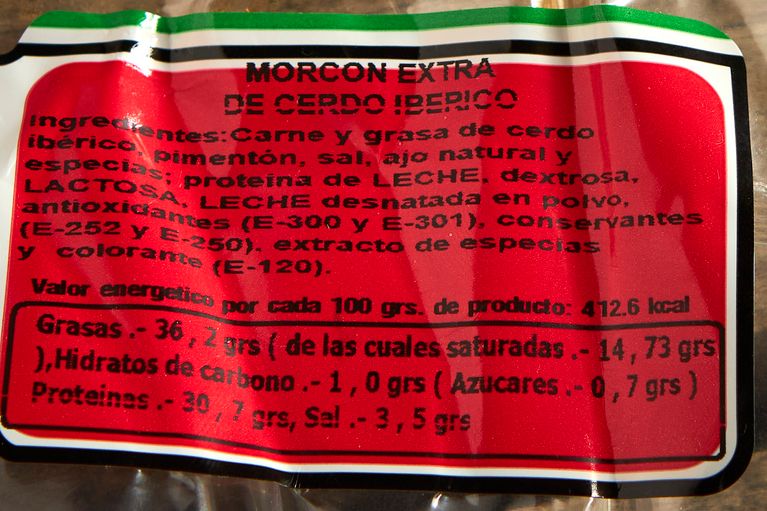 MORCON EXTRA
DE CERDO IBERICO
Ingredientes:Carne y grasa de cerdo
ibérico, pimentón, sal, ajo natural y
especias; proteína de LECHE, dextrosa,
LACTOSA, LECHE desnatada en polvo,
antioxidantes (E-300 y E-301), conservantes
(E-252 y E-250), extracto de especias
y colorante (E-120).
Valor energetico por cada 100 grs. de producto: 412.6 kcal
Grasas .- 36 , 2 grs ( de las cuales saturadas .- 14 , 73 grs
),Hidratos de carbono .- 1 , 0 grs ( Azucares .- 0 , 7 grs )
Proteinas .- 30 , 7 grs, Sal .- 3 , 5 grs